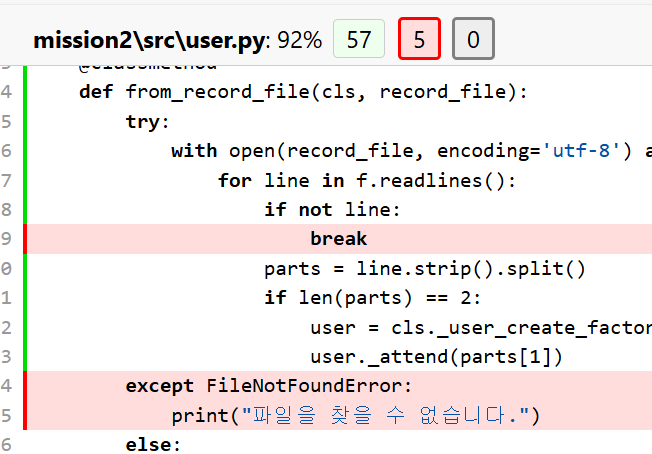 mission2\src\user.py: 92% 57 5 0
3 @classmethod
4 def from_record_file(cls, record_file):
5 try:
6 with open(record_file, encoding='utf-8')
7 for line in f.readlines():
8 if not line:
9 break
0 parts = line.strip().split()
1 if len(parts) == 2:
2 user = cls._user_create_factor
3 user._attend(parts[1])
4 except FileNotFoundError:
5 print("파일을 찾을 수 없습니다.")
6 else: